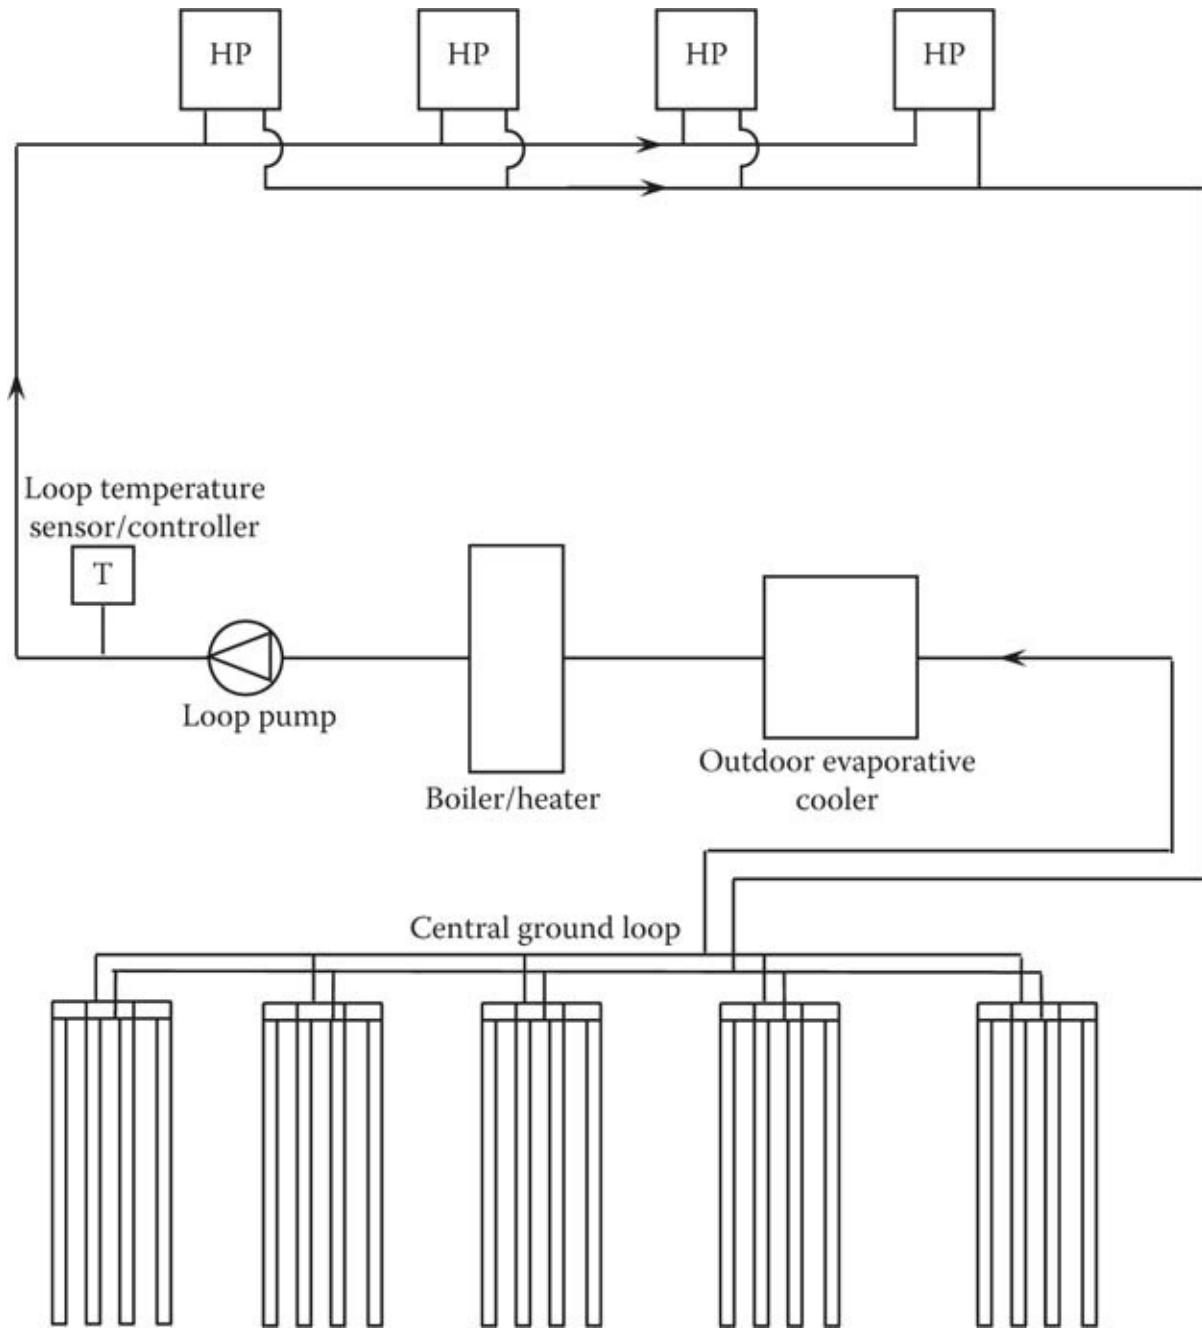 HP
HP
HP
HP
Loop temperature
sensor/controller
T
Loop pump
Boiler/heater
Outdoor evaporative
cooler
Central ground loop